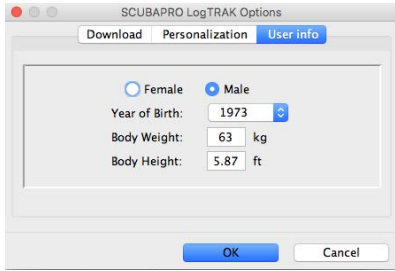 SCUBAPRO LogTRAK Options
Download Personalization User info
Female Male
Year of Birth: 1973
Body Weight: 63 kg
Body Height: 5.87 ft
OK Cancel